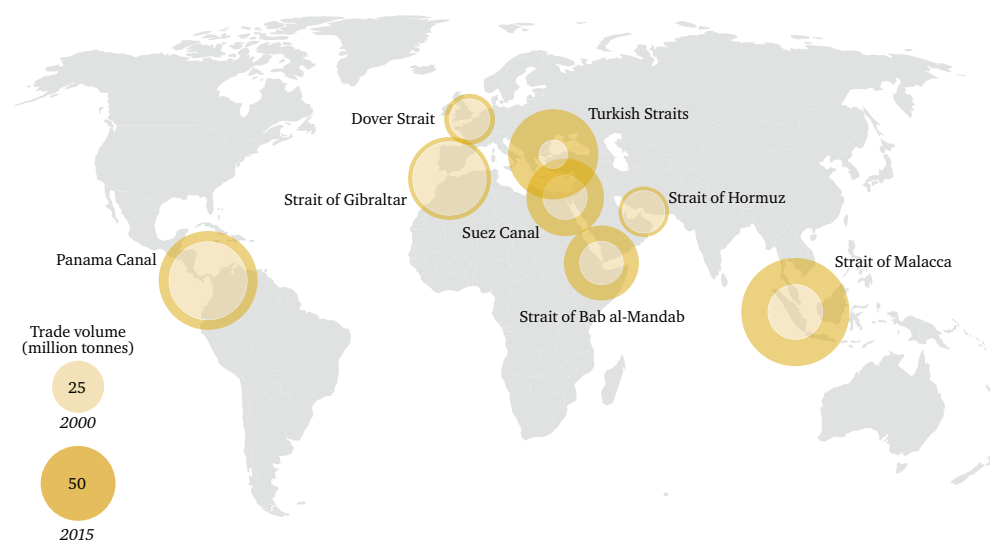 Dover Strait
Turkish Straits
Strait of Gibraltar
Strait of Hormuz
Suez Canal
Panama Canal
Strait of Malacca
Strait of Bab al-Mandab
Trade volume
(million tonnes)
25
2000
50
2015